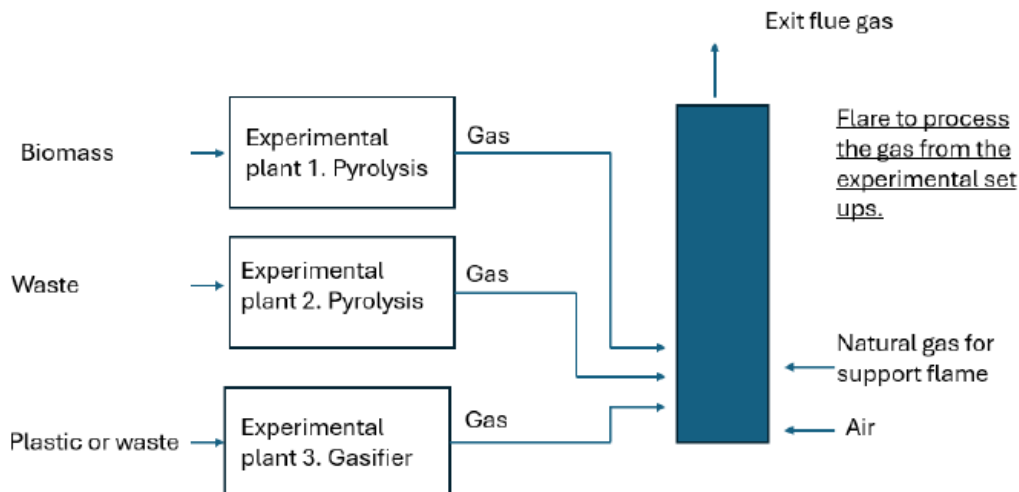 Exit flue gas
Flare to process
the gas from the
experimental set
ups.
Biomass
Experimental
plant 1. Pyrolysis
Gas
Waste
Experimental
plant 2. Pyrolysis
Gas
Natural gas for
support flame
Plastic or waste
Experimental
plant 3. Gasifier
Gas
Air